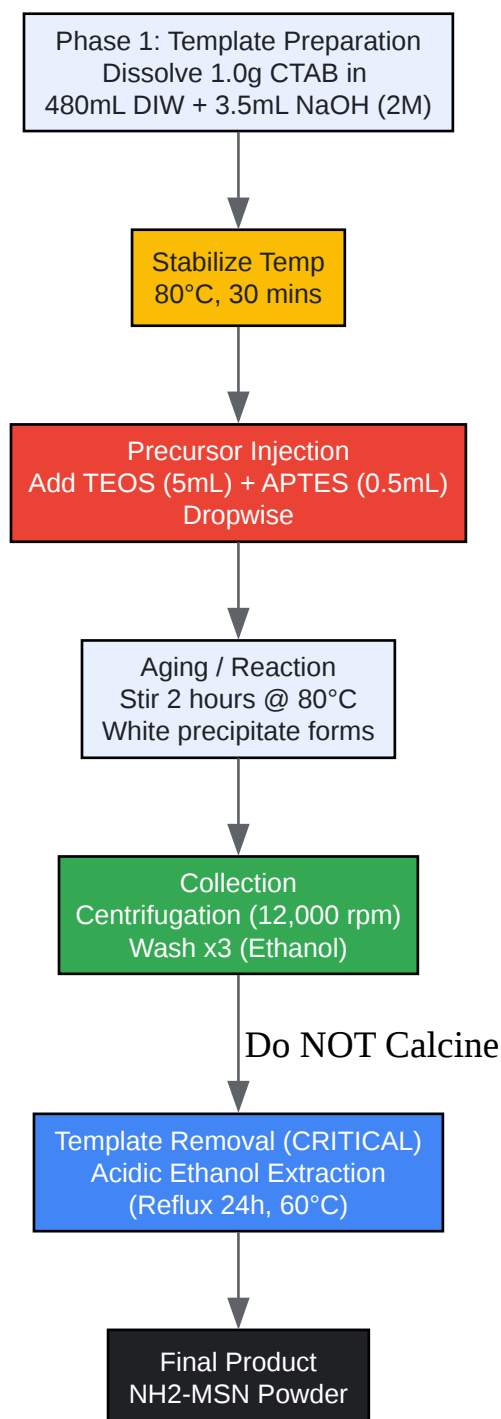 Phase 1: Template Preparation
Dissolve 1.0g CTAB in
480mL DIW + 3.5mL NaOH (2M)
Stabilize Temp
80°C, 30 mins
Precursor Injection
Add TEOS (5mL) + APTES (0.5mL)
Dropwise
Aging / Reaction
Stir 2 hours @ 80°C
White precipitate forms
Collection
Centrifugation (12,000 rpm)
Wash x3 (Ethanol)
Do NOT Calcine
Template Removal (CRITICAL)
Acidic Ethanol Extraction
(Reflux 24h, 60°C)
Final Product
NH2-MSN Powder